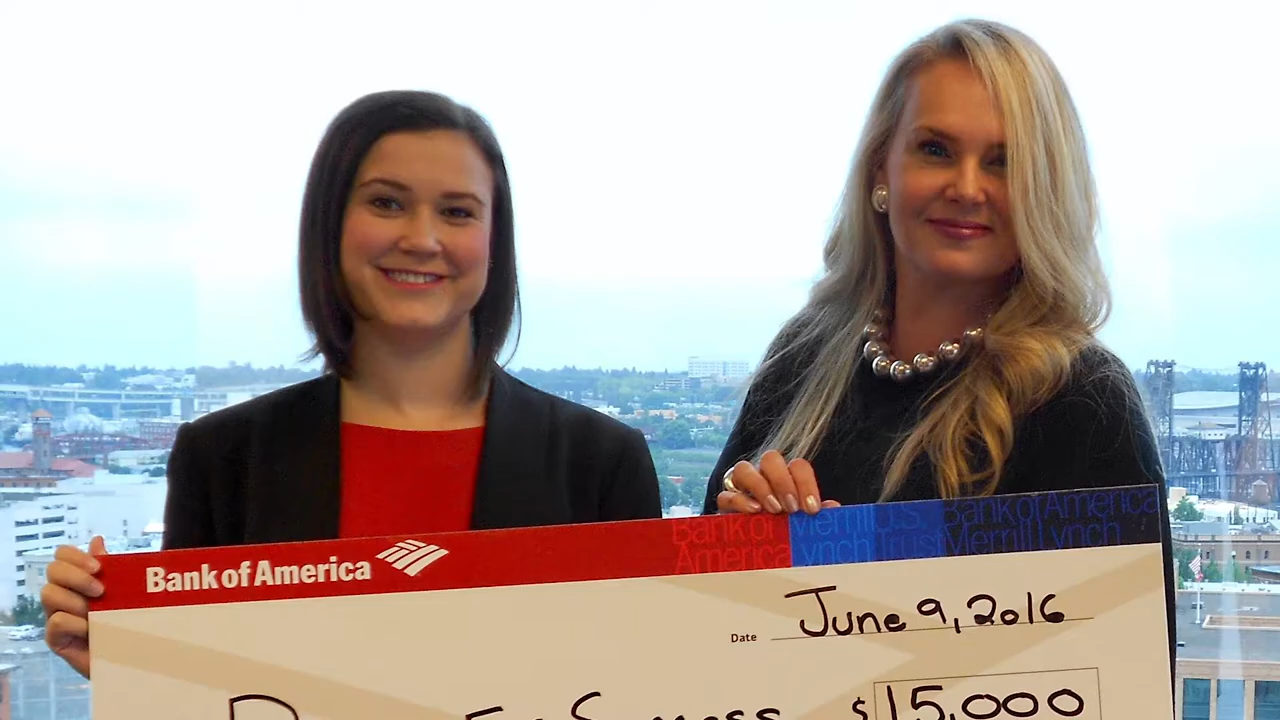 Bank of America
Bank of America
Merrill Lynch
U.S. Trust
Bank of America
Merrill Lynch
Date June 9, 2016
$15,000